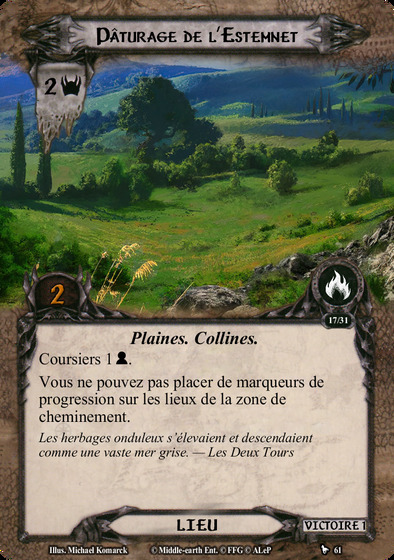 Pâturage de l'Estemnet
2
2
17/31
Plaines. Collines.
Coursiers 1.
Vous ne pouvez pas placer de marqueurs de
progression sur les lieux de la zone de
cheminement.
Les herbages onduleux s'élevaient et descendaient
comme une vaste mer grise. — Les Deux Tours
LIEU
VICTOIRE 1
Illus. Michael Komarck
© Middle-earth Ent. © FFG © ALeP
61